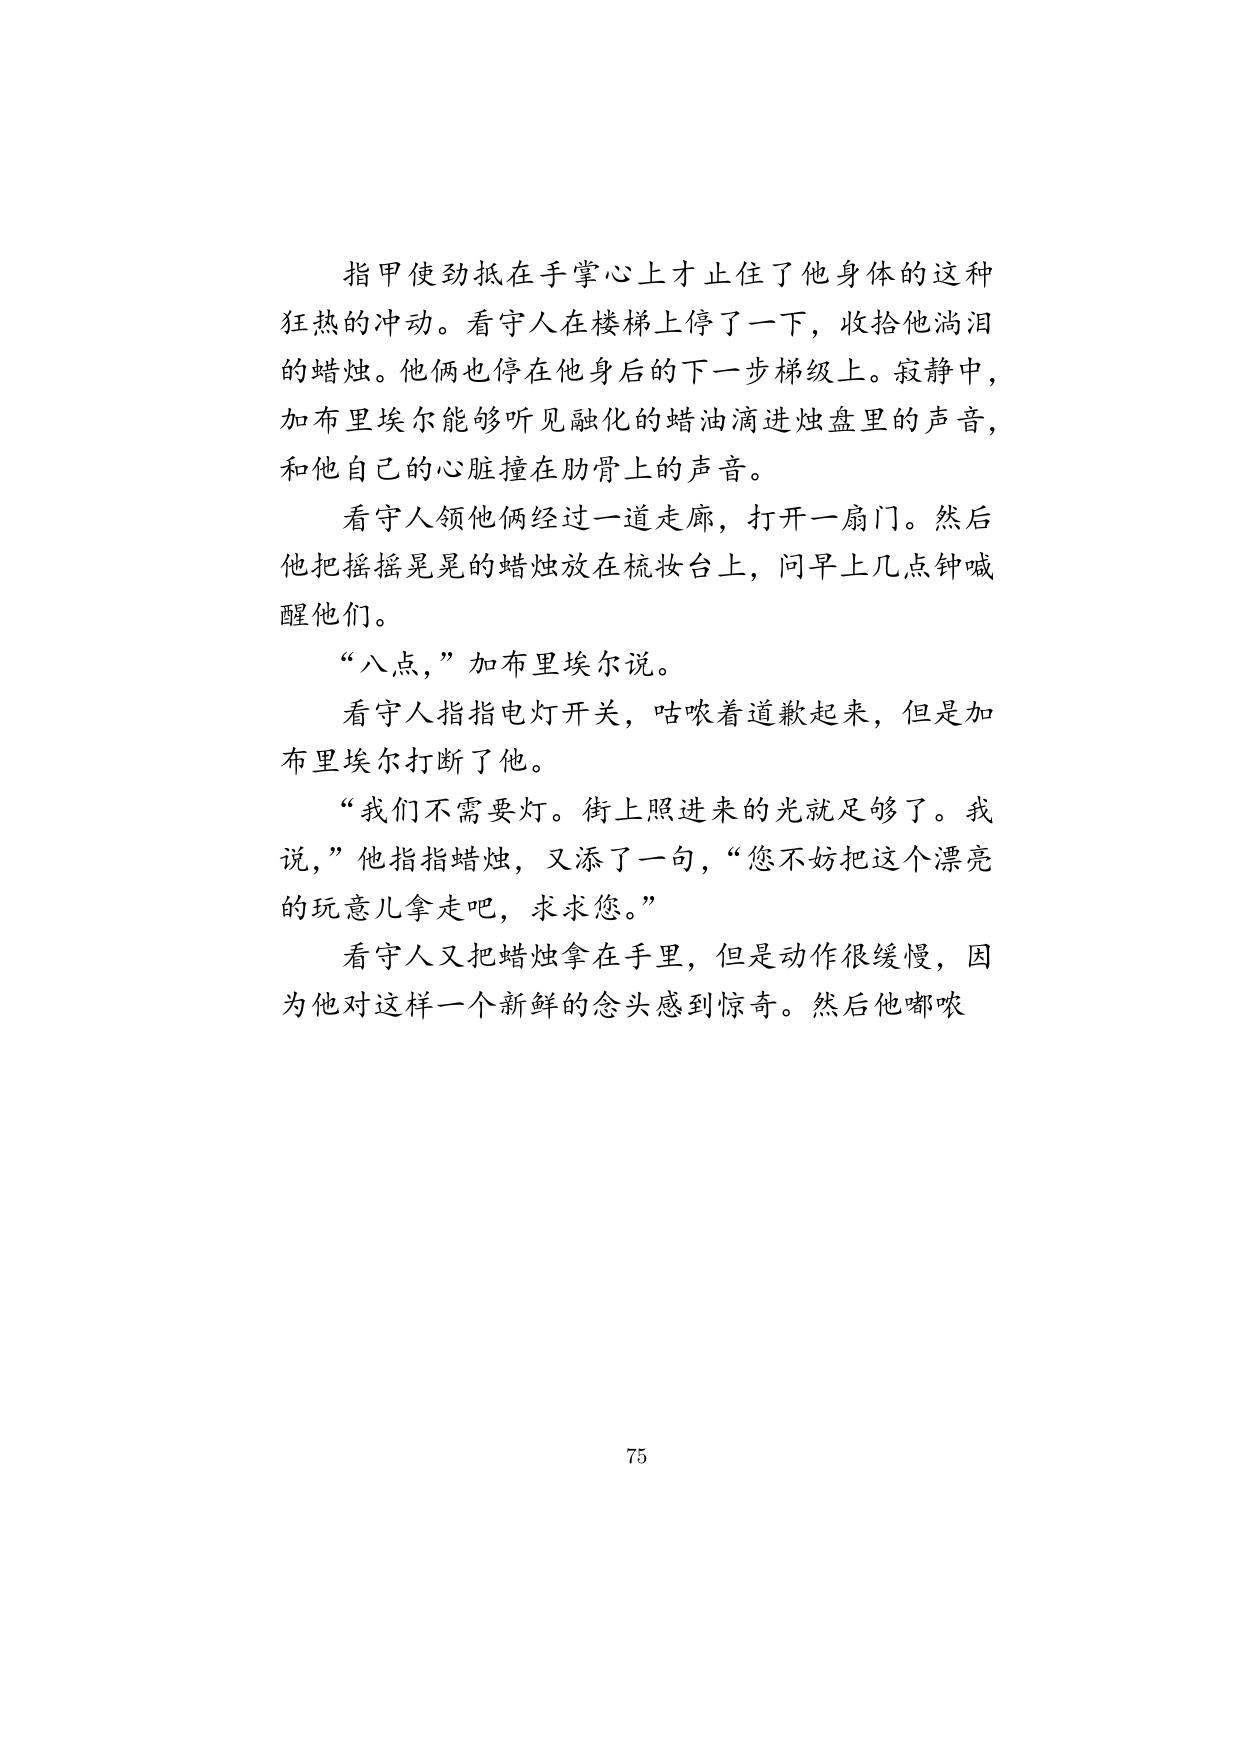 指甲使劲抵在手掌心上才止住了他身体的这种
狂热的冲动。看守人在楼梯上停了一下，收拾他淌泪
的蜡烛。他俩也停在他身后的下一步梯级上。寂静中，
加布里埃尔能够听见融化的蜡油滴进烛盘里的声音，
和他自己的心脏撞在肋骨上的声音。
看守人领他俩经过一道走廊，打开一扇门。然后
他把摇摇晃晃的蜡烛放在梳妆台上，问早上几点钟喊
醒他们。
“八点，”加布里埃尔说。
看守人指指电灯开关，咕哝着道歉起来，但是加
布里埃尔打断了他。
“我们不需要灯。街上照进来的光就足够了。我
说，”他指指蜡烛，又添了一句，“您不妨把这个漂亮
的玩意儿拿走吧，求求您。”
看守人又把蜡烛拿在手里，但是动作很缓慢，因
为他对这样一个新鲜的念头感到惊奇。然后他嘟哝
75